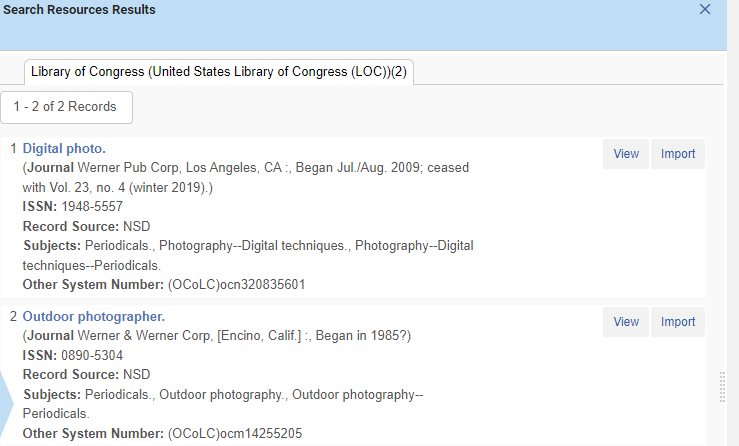 Search Resources Results
Library of Congress (United States Library of Congress (LOC))(2)
1 - 2 of 2 Records
1 Digital photo.
View Import
(Journal Werner Pub Corp, Los Angeles, CA :, Began Jul./Aug. 2009; ceased
with Vol. 23, no. 4 (winter 2019).)
ISSN: 1948-5557
Record Source: NSD
Subjects: Periodicals., Photography--Digital techniques., Photography--Digital
techniques--Periodicals.
Other System Number: (OCoLC)ocn320835601
2 Outdoor photographer.
View Import
(Journal Werner & Werner Corp, [Encino, Calif.] :, Began in 1985?)
ISSN: 0890-5304
Record Source: NSD
Subjects: Periodicals., Outdoor photography., Outdoor photography--
Periodicals.
Other System Number: (OCoLC)ocm14255205